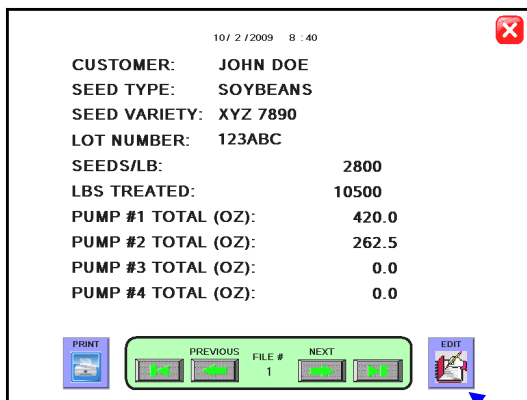 10/ 2 /2009 8 : 40
CUSTOMER: JOHN DOE
SEED TYPE: SOYBEANS
SEED VARIETY: XYZ 7890
LOT NUMBER: 123ABC
SEEDS/LB: 2800
LBS TREATED: 10500
PUMP #1 TOTAL (OZ): 420.0
PUMP #2 TOTAL (OZ): 262.5
PUMP #3 TOTAL (OZ): 0.0
PUMP #4 TOTAL (OZ): 0.0
PRINT
PREVIOUS FILE # NEXT
1
EDIT